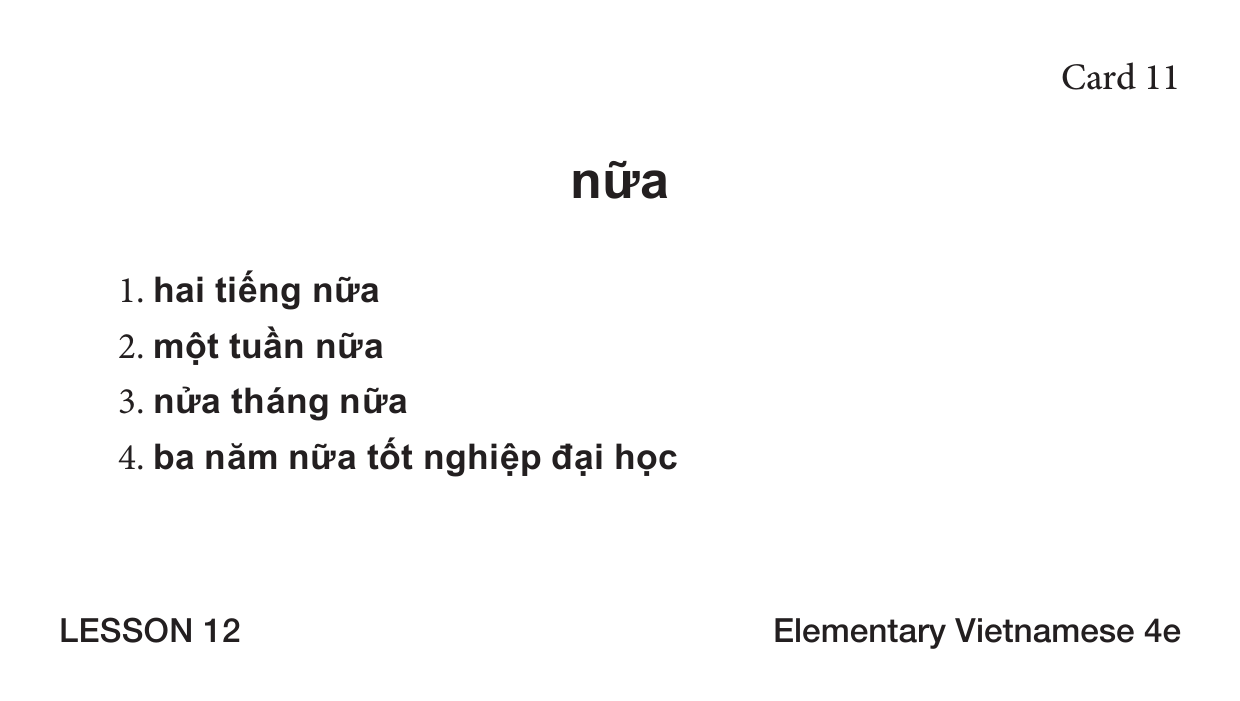 Card 11
nữa
1. hai tiếng nữa
2. một tuần nữa
3. nửa tháng nữa
4. ba năm nữa tốt nghiệp đại học
LESSON 12
Elementary Vietnamese 4e